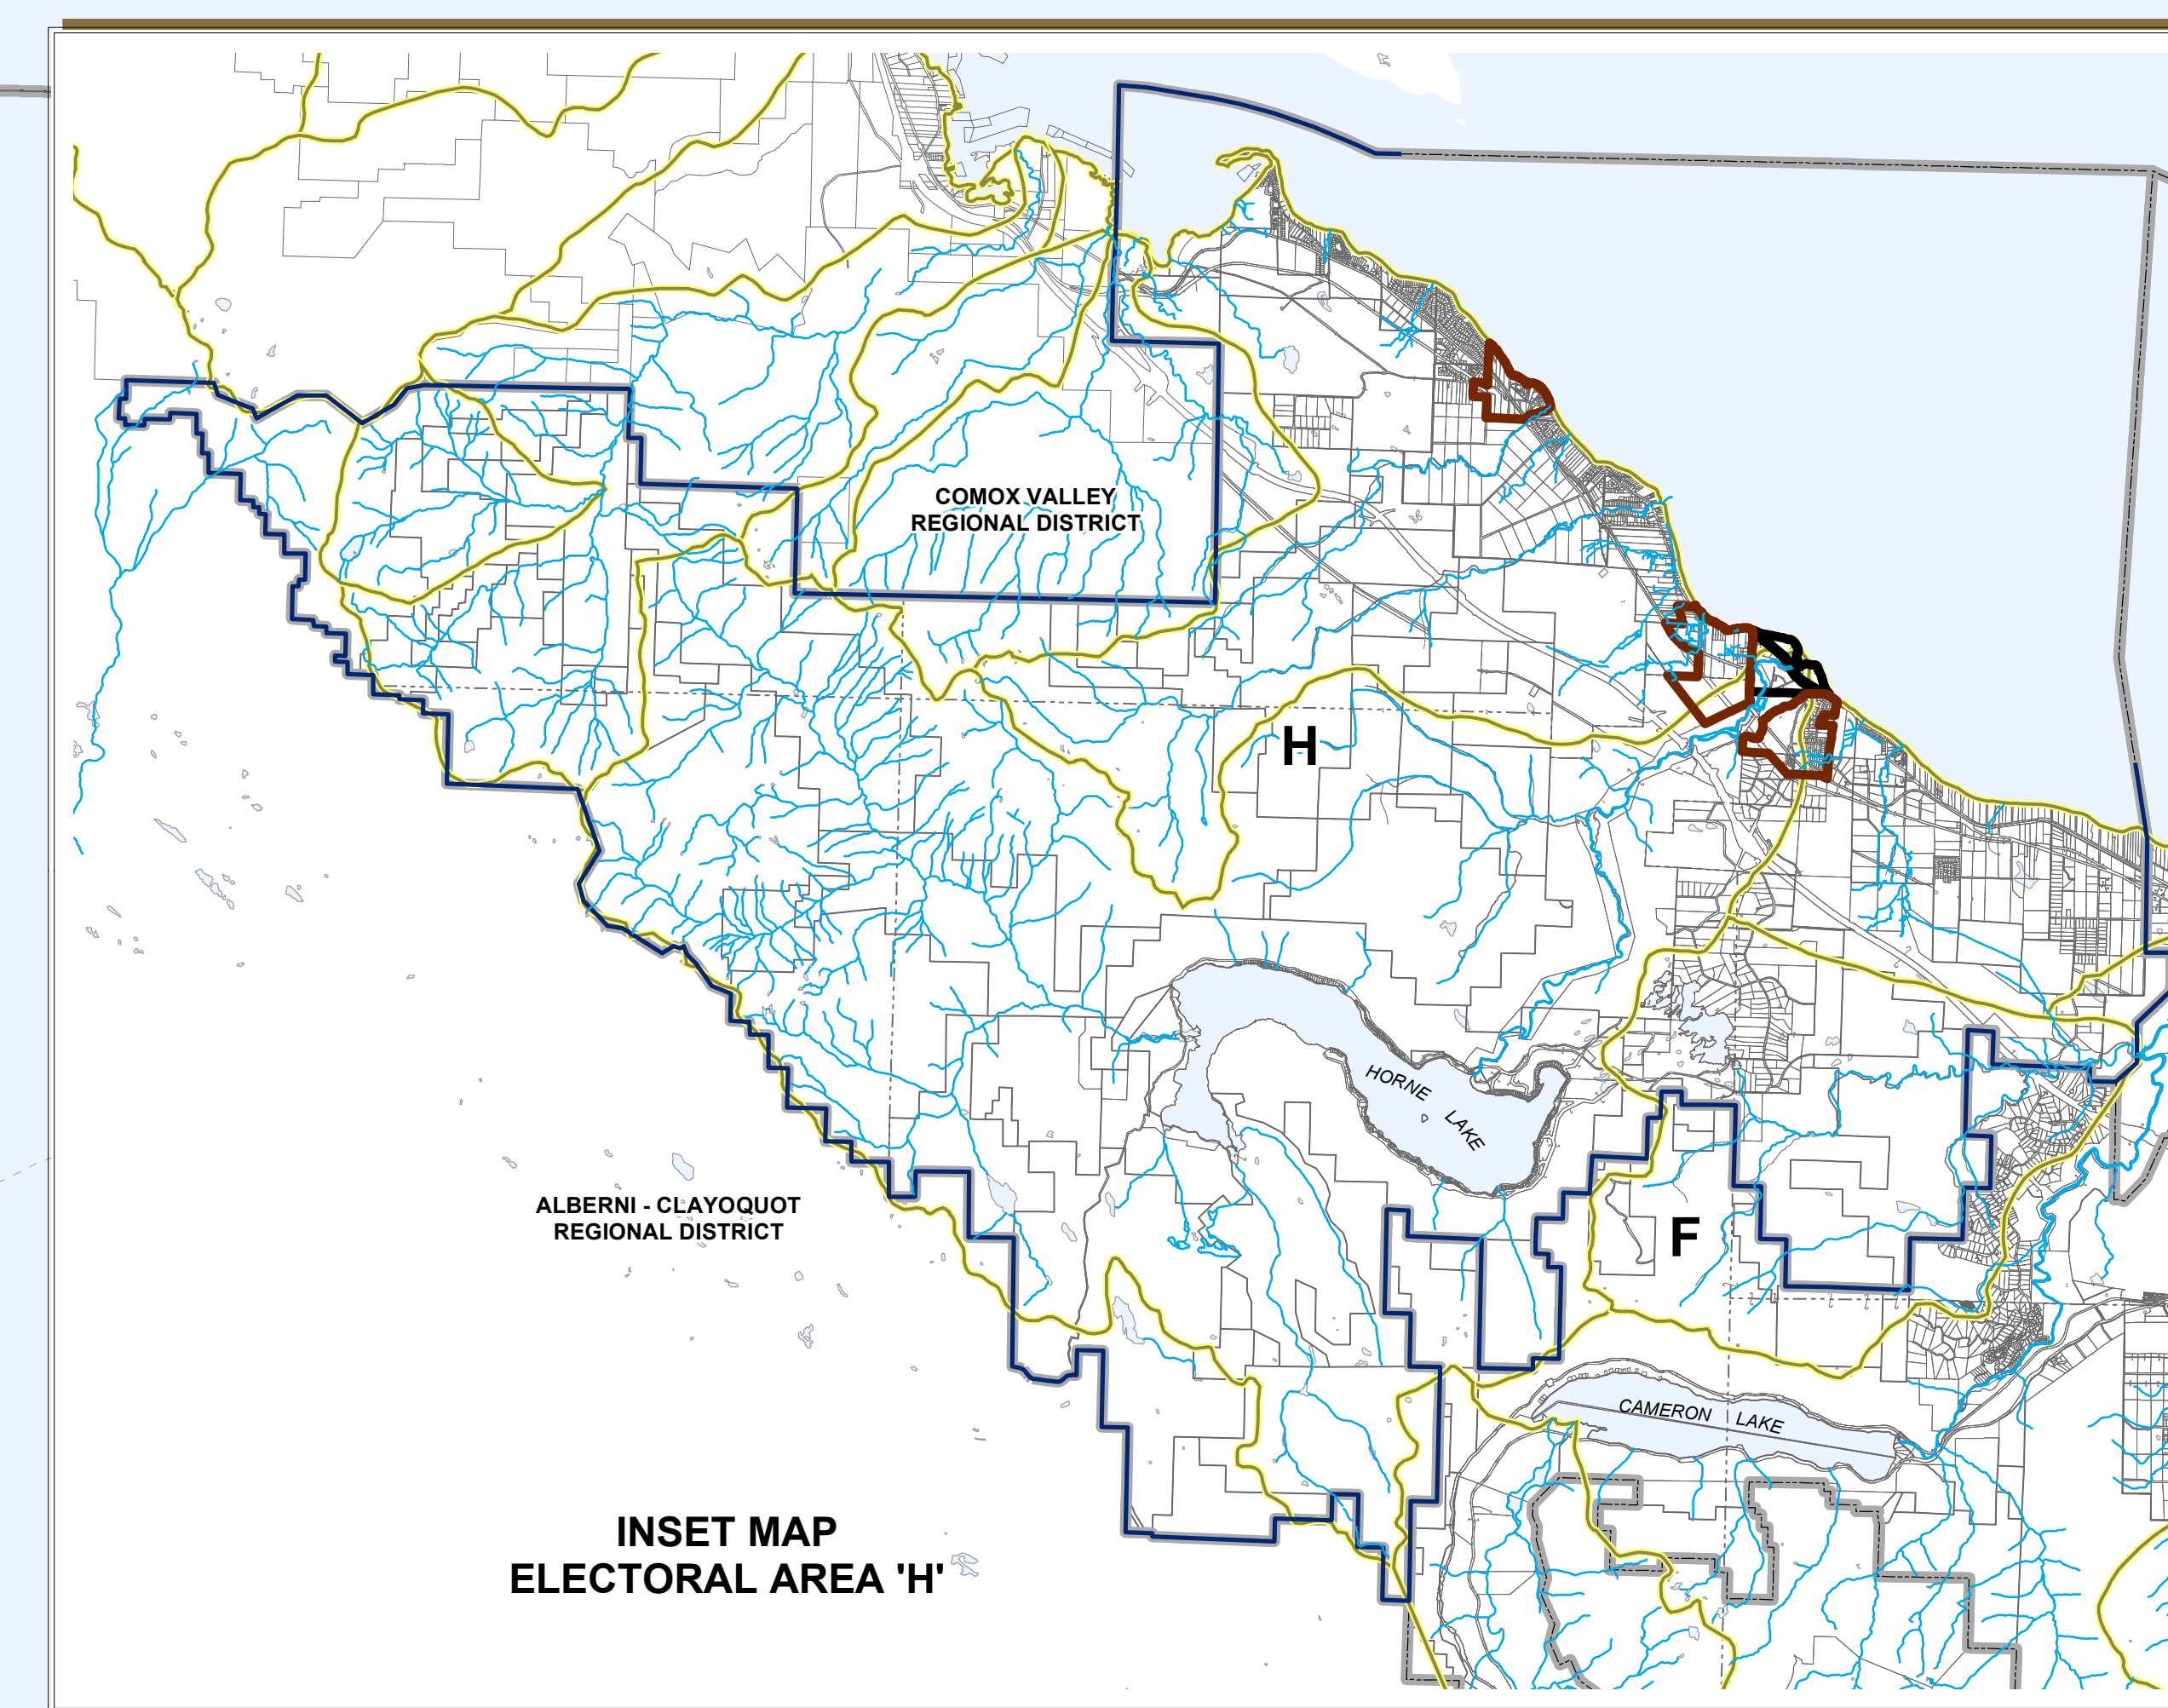 COMOX VALLEY
REGIONAL DISTRICT
H
HORNE LAKE
ALBERNI - CLAYOQUOT
REGIONAL DISTRICT
F
CAMERON LAKE
INSET MAP
ELECTORAL AREA 'H'